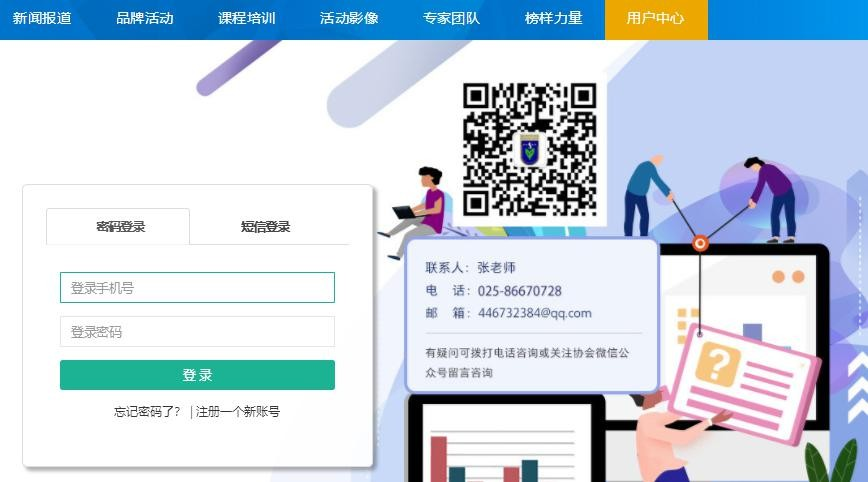 新闻报道 品牌活动 课程培训 活动影像 专家团队 榜样力量 用户中心
密码登录 短信登录
登录手机号
登录密码
登录
忘记密码了？ | 注册一个新账号
联系人：张老师
电 话：025-86670728
邮 箱：446732384@qq.com
有疑问可拨打电话咨询或关注协会微信公
众号留言咨询
?